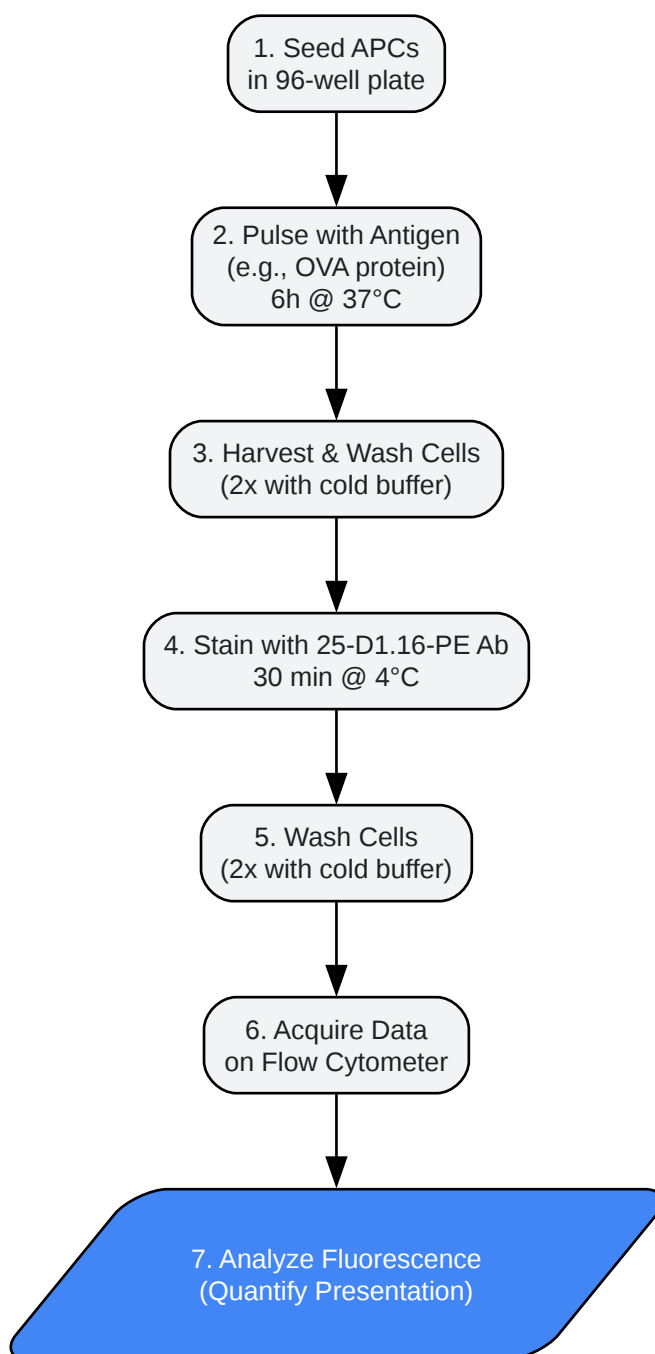 1. Seed APCs
in 96-well plate
2. Pulse with Antigen
(e.g., OVA protein)
6h @ 37°C
3. Harvest & Wash Cells
(2x with cold buffer)
4. Stain with 25-D1.16-PE Ab
30 min @ 4°C
5. Wash Cells
(2x with cold buffer)
6. Acquire Data
on Flow Cytometer
7. Analyze Fluorescence
(Quantify Presentation)